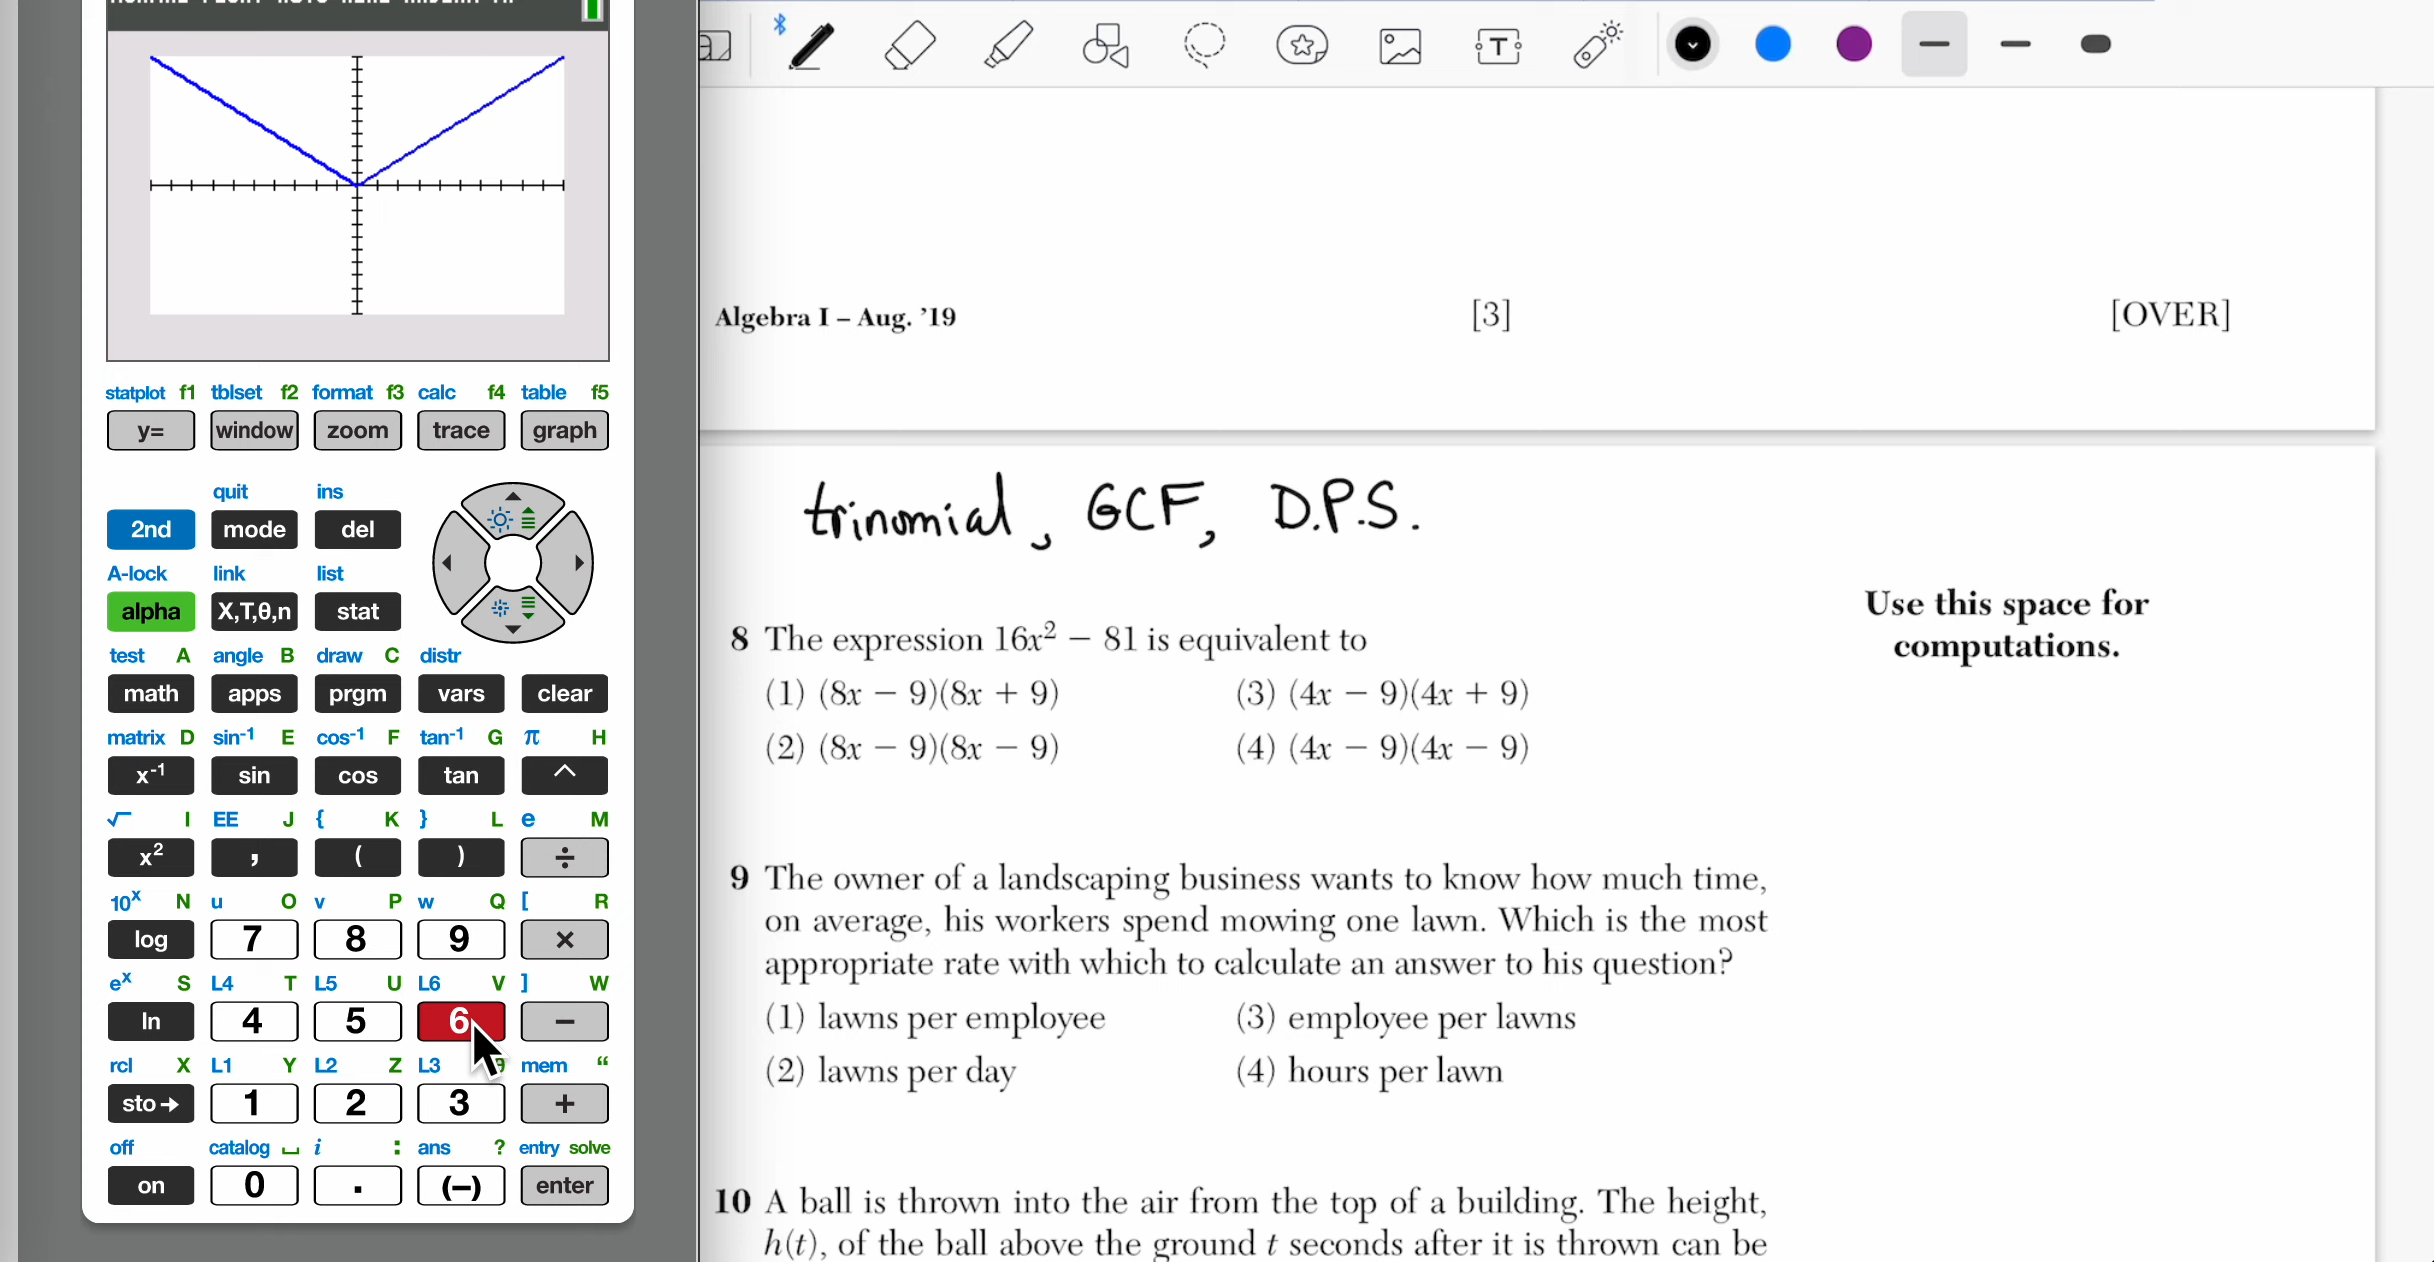 statplot f1 tblset f2 format f3 calc f4 table f5
y= window zoom trace graph
quit ins
2nd mode del
A-lock link list
alpha X,T,θ,n stat
test A angle B draw C distr
math apps prgm vars clear
matrix D sin⁻¹ E cos⁻¹ F tan⁻¹ G π H
x⁻¹ sin cos tan ^
√ I EE J { K } L e M
x² , ( ) ÷
10ˣ N u O v P w Q [ R
log 7 8 9 ×
eˣ S L4 T L5 U L6 V ] W
ln 4 5 6 −
rcl X L1 Y L2 Z L3 mem “
sto→ 1 2 3 +
off catalog ⎵ i : ans ? entry solve
on 0 . (−) enter
T
Algebra I – Aug. ’19 [3] [OVER]
trinomial, GCF, D.P.S.
Use this space for
computations.
8 The expression 16x² − 81 is equivalent to
(1) (8x − 9)(8x + 9) (3) (4x − 9)(4x + 9)
(2) (8x − 9)(8x − 9) (4) (4x − 9)(4x − 9)
9 The owner of a landscaping business wants to know how much time,
on average, his workers spend mowing one lawn. Which is the most
appropriate rate with which to calculate an answer to his question?
(1) lawns per employee (3) employee per lawns
(2) lawns per day (4) hours per lawn
10 A ball is thrown into the air from the top of a building. The height,
h(t), of the ball above the ground t seconds after it is thrown can be